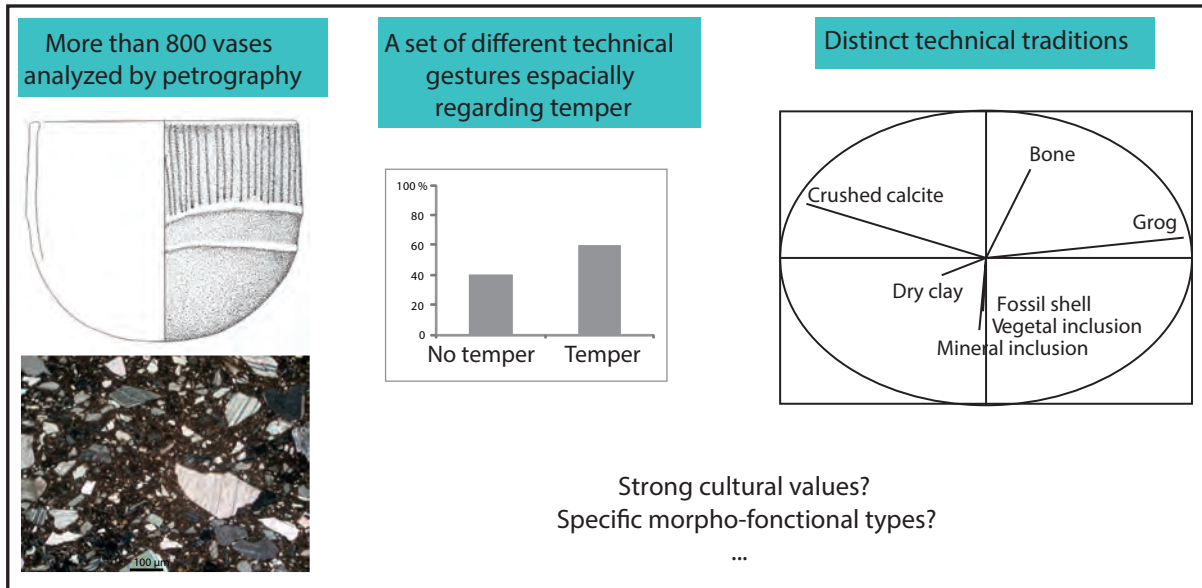 More than 800 vases
analyzed by petrography
A set of different technical
gestures espacially
regarding temper
Distinct technical traditions
100 %
80
60
40
20
0
No temper
Temper
Bone
Crushed calcite
Grog
Dry clay
Fossil shell
Vegetal inclusion
Mineral inclusion
100 µm
Strong cultural values?
Specific morpho-fonctional types?
...